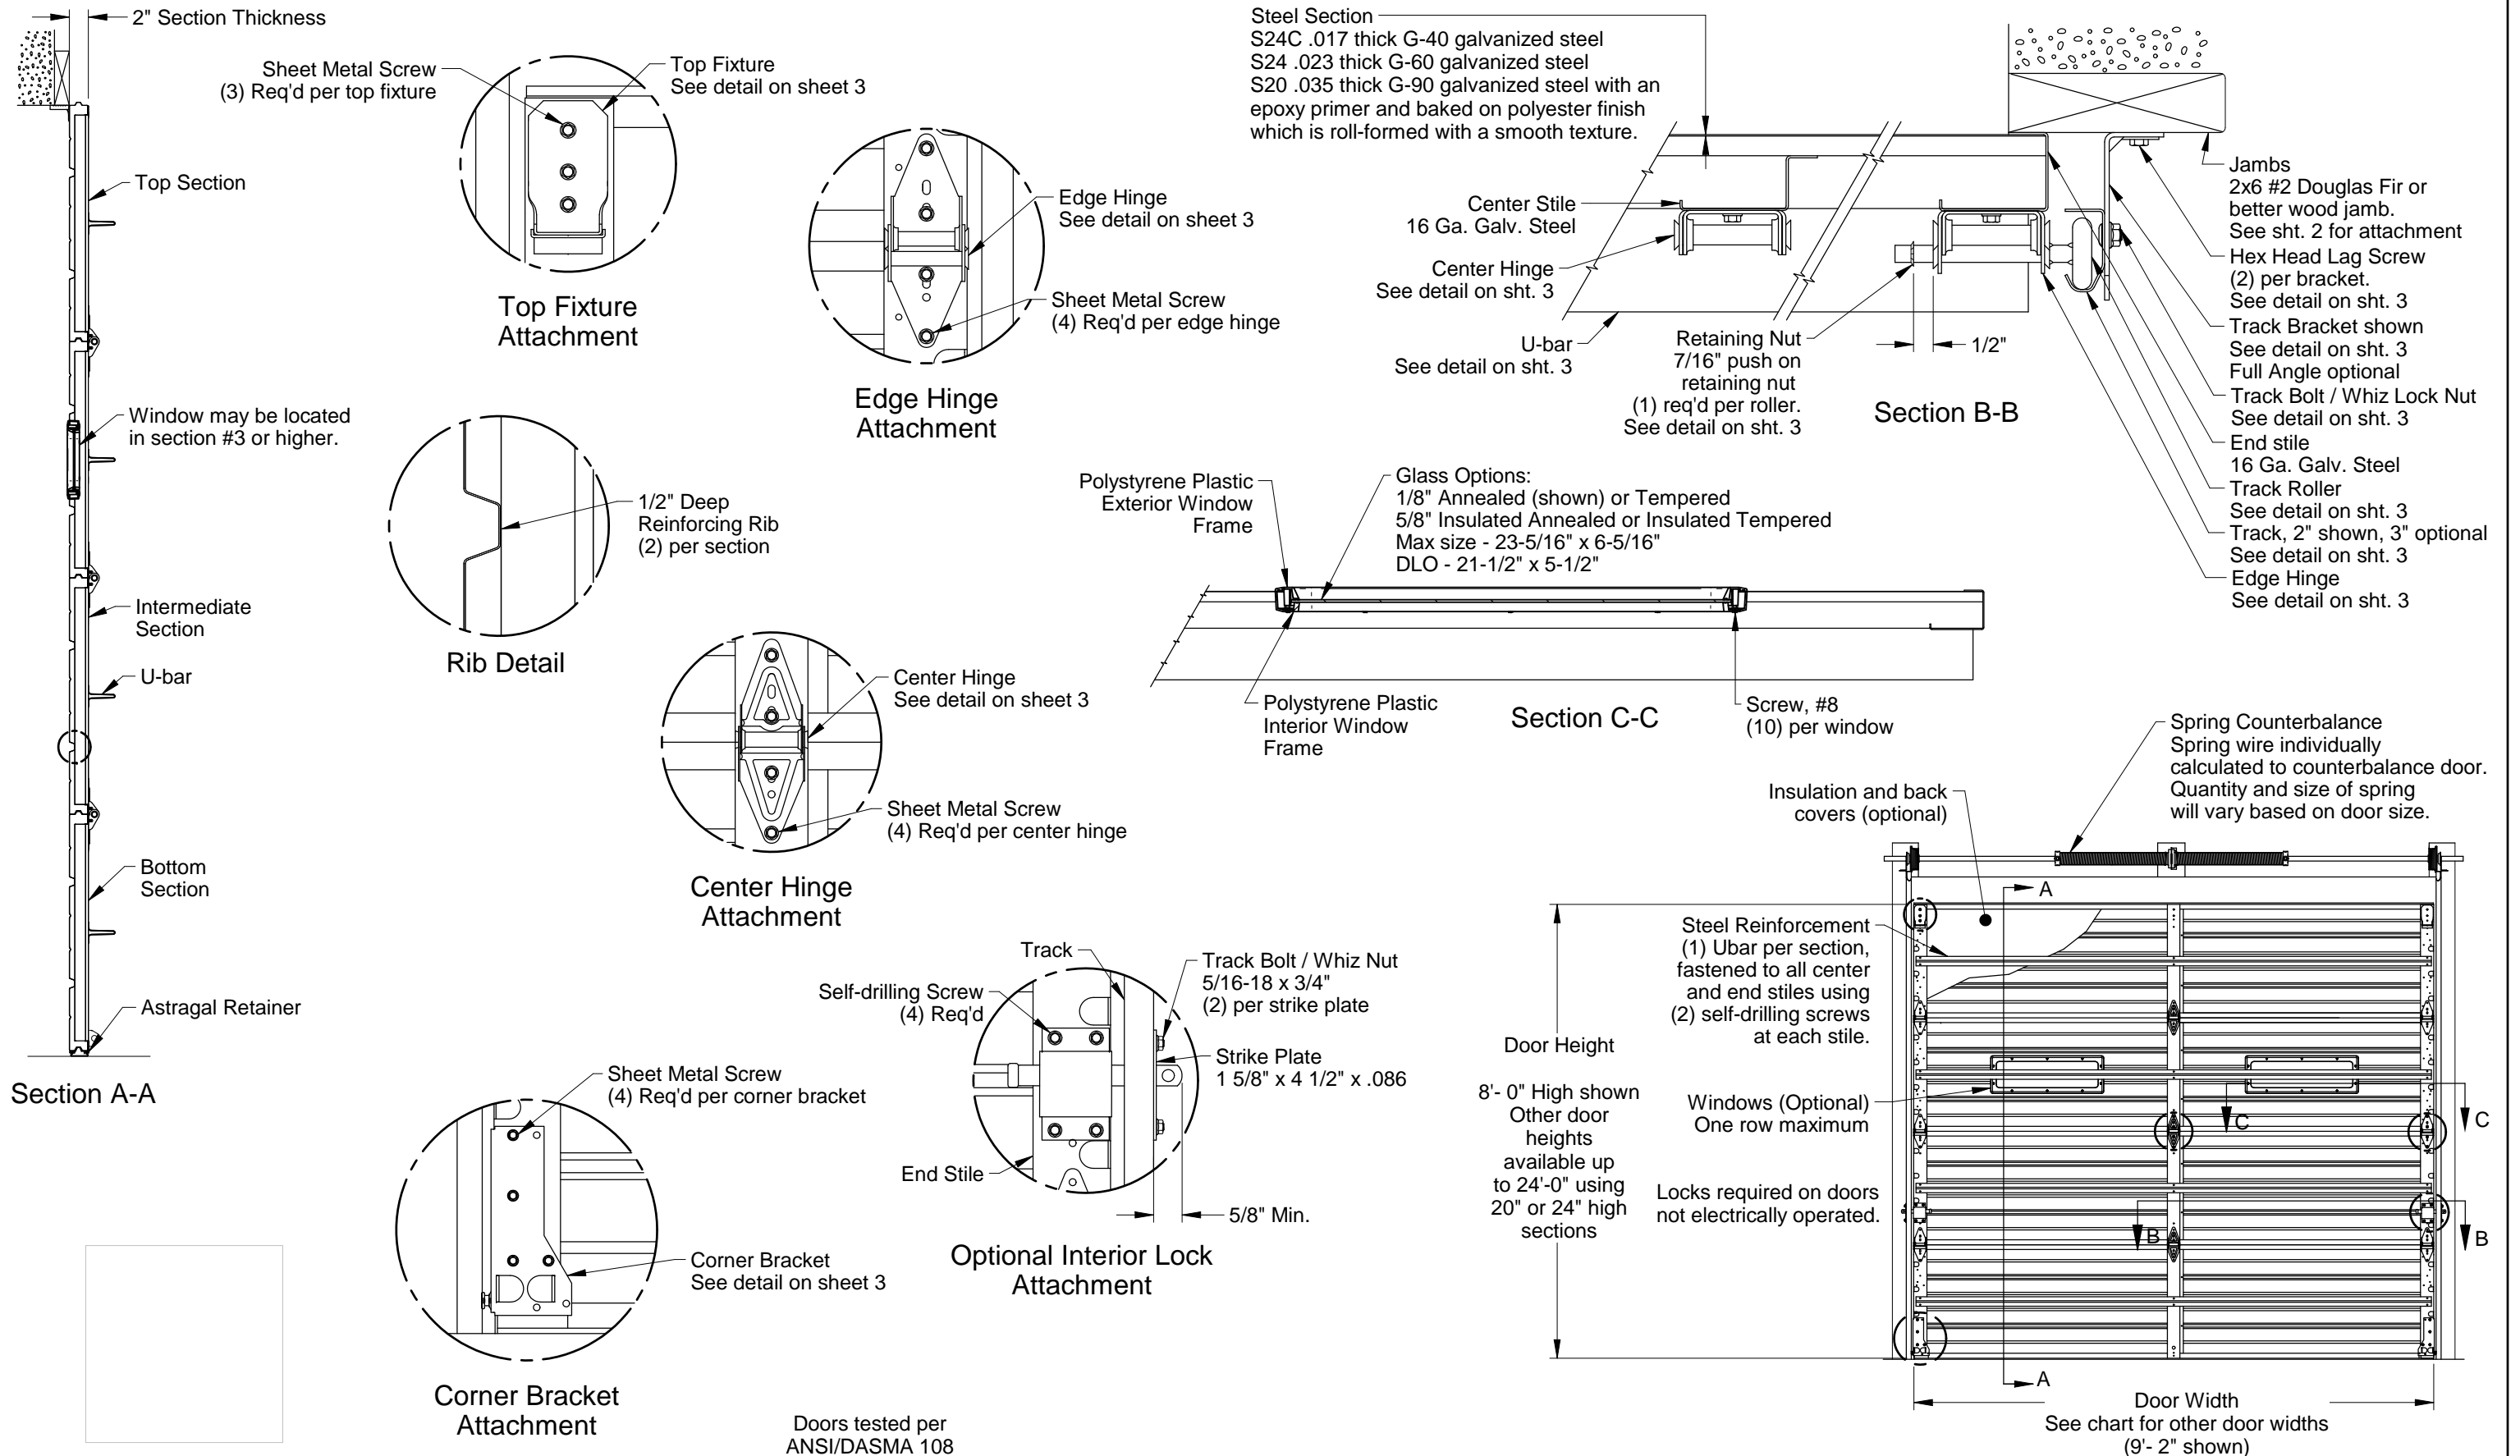 2" Section Thickness
Top Section
Window may be located
in section #3 or higher.
Intermediate
Section
U-bar
Bottom
Section
Astragal Retainer
Section A-A
Sheet Metal Screw
(3) Req'd per top fixture
Top Fixture
See detail on sheet 3
Top Fixture
Attachment
Edge Hinge
See detail on sheet 3
Sheet Metal Screw
(4) Req'd per edge hinge
Edge Hinge
Attachment
1/2" Deep
Reinforcing Rib
(2) per section
Rib Detail
Center Hinge
See detail on sheet 3
Sheet Metal Screw
(4) Req'd per center hinge
Center Hinge
Attachment
Sheet Metal Screw
(4) Req'd per corner bracket
Corner Bracket
See detail on sheet 3
Corner Bracket
Attachment
Track
Self-drilling Screw
(4) Req'd
Track Bolt / Whiz Nut
5/16-18 x 3/4"
(2) per strike plate
Strike Plate
1 5/8" x 4 1/2" x .086
End Stile
5/8" Min.
Optional Interior Lock
Attachment
Doors tested per
ANSI/DASMA 108
Steel Section
S24C .017 thick G-40 galvanized steel
S24 .023 thick G-60 galvanized steel
S20 .035 thick G-90 galvanized steel with an
epoxy primer and baked on polyester finish
which is roll-formed with a smooth texture.
Center Stile
16 Ga. Galv. Steel
Center Hinge
See detail on sht. 3
U-bar
See detail on sht. 3
Retaining Nut
7/16" push on
retaining nut
(1) req'd per roller.
See detail on sht. 3
1/2"
Section B-B
Jambs
2x6 #2 Douglas Fir or
better wood jamb.
See sht. 2 for attachment
Hex Head Lag Screw
(2) per bracket.
See detail on sht. 3
Track Bracket shown
See detail on sht. 3
Full Angle optional
Track Bolt / Whiz Lock Nut
See detail on sht. 3
End stile
16 Ga. Galv. Steel
Track Roller
See detail on sht. 3
Track, 2" shown, 3" optional
See detail on sht. 3
Edge Hinge
See detail on sht. 3
Polystyrene Plastic
Exterior Window
Frame
Glass Options:
1/8" Annealed (shown) or Tempered
5/8" Insulated Annealed or Insulated Tempered
Max size - 23-5/16" x 6-5/16"
DLO - 21-1/2" x 5-1/2"
Polystyrene Plastic
Interior Window
Frame
Section C-C
Screw, #8
(10) per window
Spring Counterbalance
Spring wire individually
calculated to counterbalance door.
Quantity and size of spring
will vary based on door size.
Insulation and back
covers (optional)
A
Steel Reinforcement
(1) Ubar per section,
fastened to all center
and end stiles using
(2) self-drilling screws
at each stile.
Door Height
8'- 0" High shown
Other door
heights
available up
to 24'-0" using
20" or 24" high
sections
Windows (Optional)
One row maximum
C
C
Locks required on doors
not electrically operated.
B
B
A
Door Width
See chart for other door widths
(9'- 2" shown)